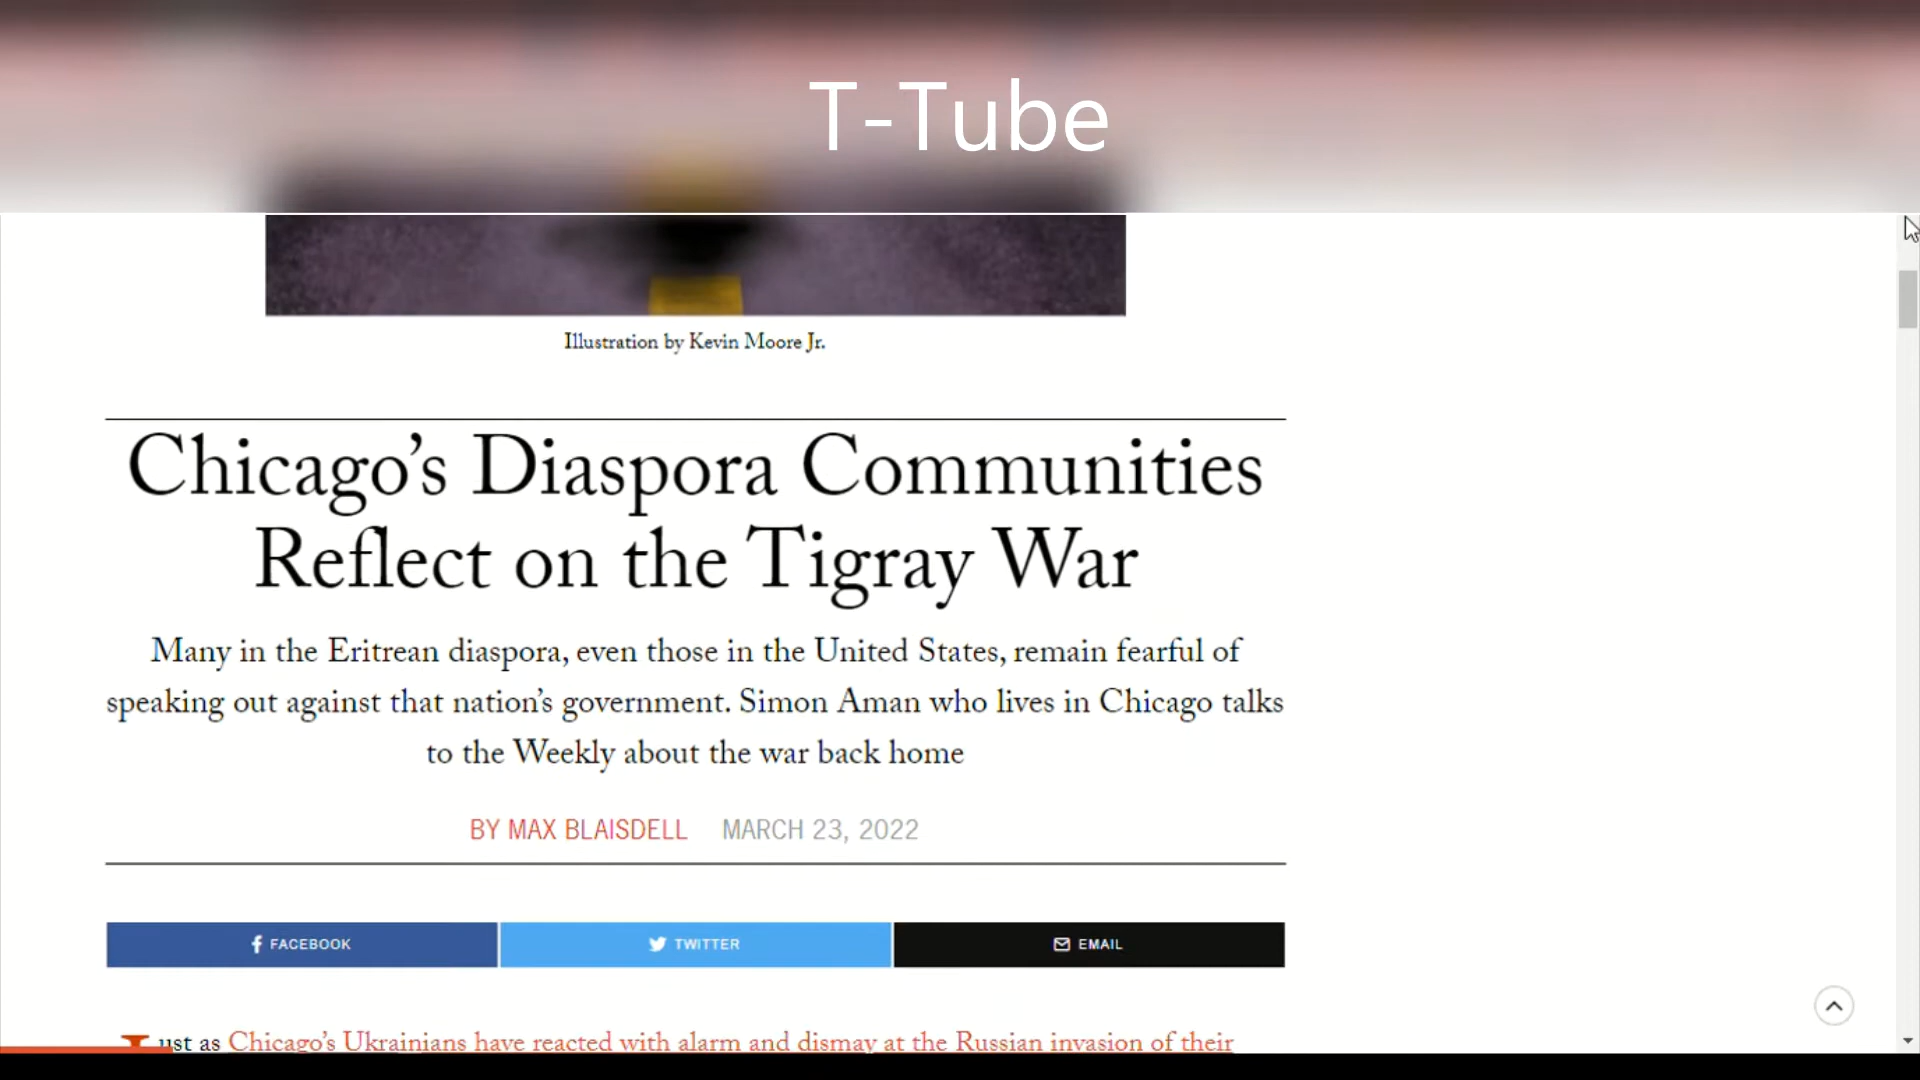 T-Tube
Illustration by Kevin Moore Jr.
Chicago’s Diaspora Communities
Reflect on the Tigray War
Many in the Eritrean diaspora, even those in the United States, remain fearful of
speaking out against that nation’s government. Simon Aman who lives in Chicago talks
to the Weekly about the war back home
BY MAX BLAISDELL MARCH 23, 2022
FACEBOOK TWITTER EMAIL
ust as Chicago’s Ukrainians have reacted with alarm and dismay at the Russian invasion of their